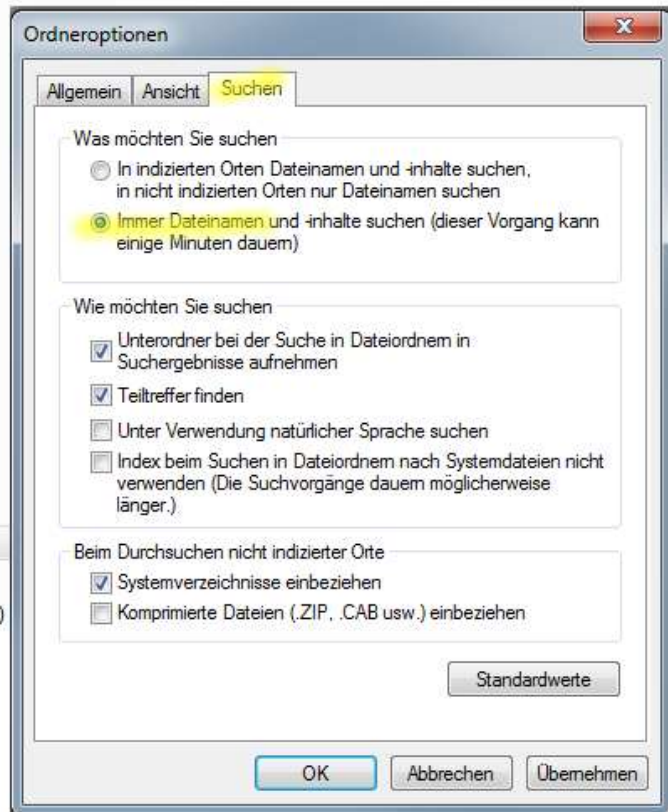 Ordneroptionen
Allgemein Ansicht Suchen
Was möchten Sie suchen
In indizierten Orten Dateinamen und -inhalte suchen,
in nicht indizierten Orten nur Dateinamen suchen
Immer Dateinamen und -inhalte suchen (dieser Vorgang kann
einige Minuten dauern)
Wie möchten Sie suchen
Unterordner bei der Suche in Dateiordnern in
Suchergebnisse aufnehmen
Teiltreffer finden
Unter Verwendung natürlicher Sprache suchen
Index beim Suchen in Dateiordnern nach Systemdateien nicht
verwenden (Die Suchvorgänge dauern möglicherweise
länger.)
Beim Durchsuchen nicht indizierter Orte
Systemverzeichnisse einbeziehen
)
Komprimierte Dateien (.ZIP, .CAB usw.) einbeziehen
Standardwerte
OK Abbrechen Übernehmen